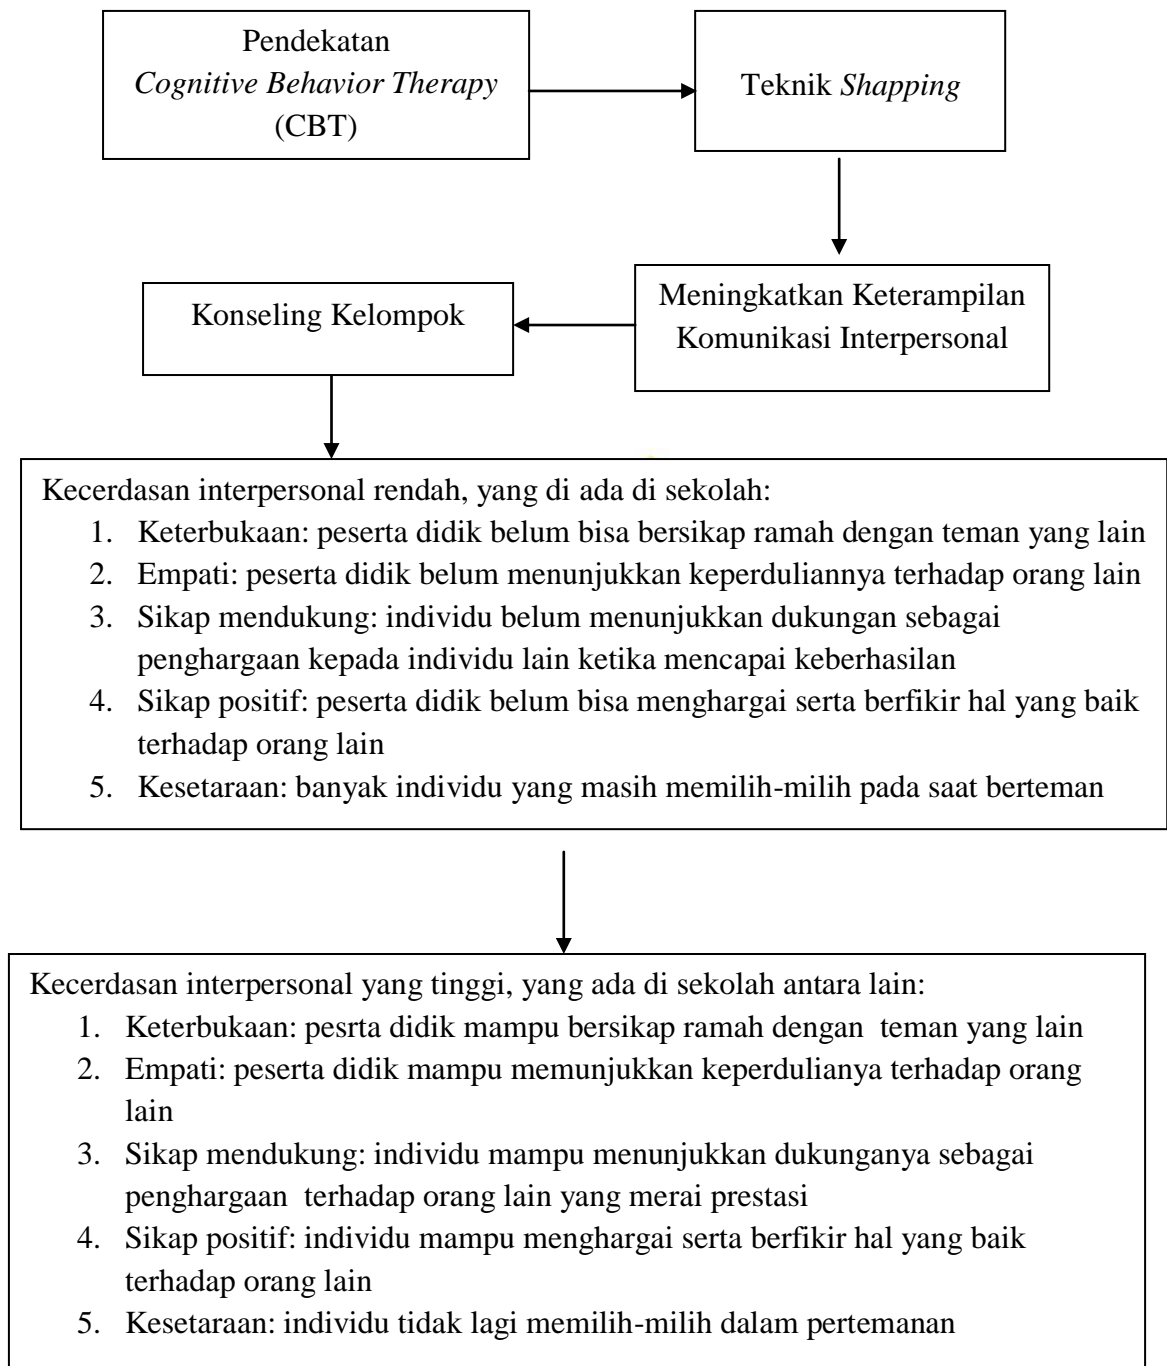 Pendekatan
Cognitive Behavior Therapy
(CBT)
Teknik Shapping
Meningkatkan Keterampilan
Komunikasi Interpersonal
Konseling Kelompok
Kecerdasan interpersonal rendah, yang di ada di sekolah:
1. Keterbukaan: peserta didik belum bisa bersikap ramah dengan teman yang lain
2. Empati: peserta didik belum menunjukkan keperduliannya terhadap orang lain
3. Sikap mendukung: individu belum menunjukkan dukungan sebagai
penghargaan kepada individu lain ketika mencapai keberhasilan
4. Sikap positif: peserta didik belum bisa menghargai serta berfikir hal yang baik
terhadap orang lain
5. Kesetaraan: banyak individu yang masih memilih-milih pada saat berteman
Kecerdasan interpersonal yang tinggi, yang ada di sekolah antara lain:
1. Keterbukaan: pesrta didik mampu bersikap ramah dengan  teman yang lain
2. Empati: peserta didik mampu memunjukkan keperdulianya terhadap orang
lain
3. Sikap mendukung: individu mampu menunjukkan dukunganya sebagai
penghargaan  terhadap orang lain yang merai prestasi
4. Sikap positif: individu mampu menghargai serta berfikir hal yang baik
terhadap orang lain
5. Kesetaraan: individu tidak lagi memilih-milih dalam pertemanan